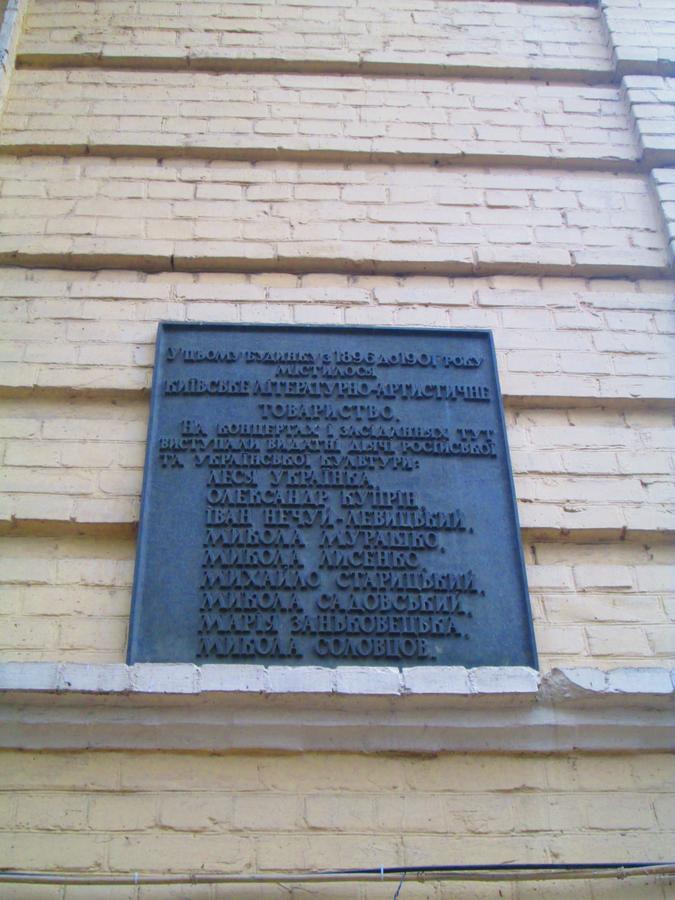 У ЦЬОМУ БУДИНКУ З 1896 ДО 1901 РОКУ
МІСТИЛОСЯ
КИЇВСЬКЕ ЛІТЕРАТУРНО-АРТИСТИЧНЕ
ТОВАРИСТВО.
НА КОНЦЕРТАХ І ЗАСІДАННЯХ ТУТ
ВИСТУПАЛИ ВИДАТНІ ДІЯЧІ РОСІЙСЬКОЇ
ТА УКРАЇНСЬКОЇ КУЛЬТУРИ:
ЛЕСЯ УКРАЇНКА,
ОЛЕКСАНДР КУПРІН,
ІВАН НЕЧУЙ-ЛЕВИЦЬКИЙ,
МИКОЛА МУРАШКО,
МИКОЛА ЛИСЕНКО,
МИХАЙЛО СТАРИЦЬКИЙ,
МИКОЛА САДОВСЬКИЙ,
МАРІЯ ЗАНЬКОВЕЦЬКА,
МИКОЛА СОЛОВЦОВ.